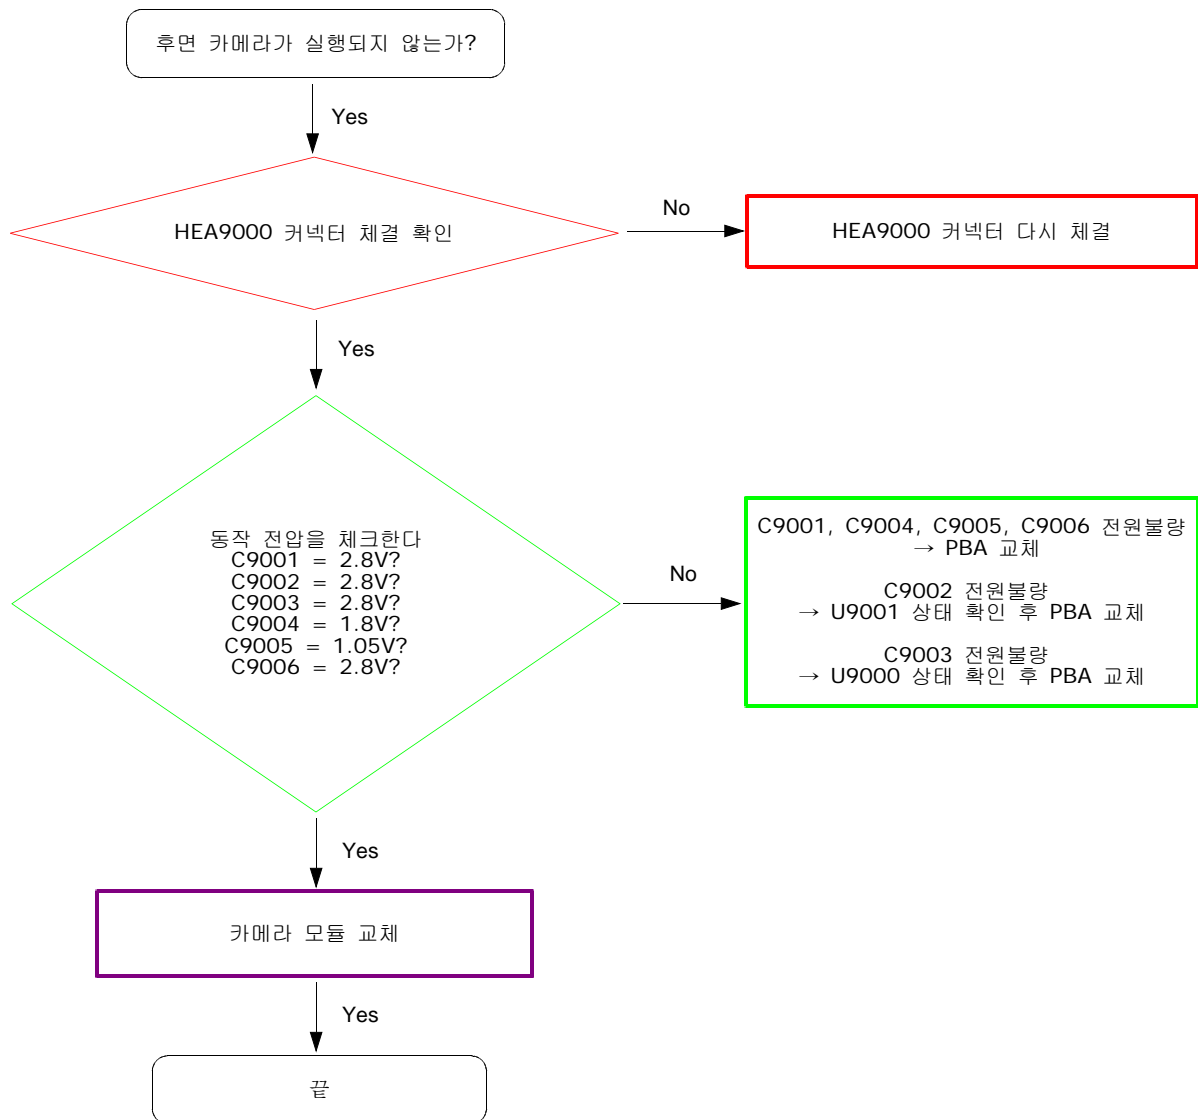 후면 카메라가 실행되지 않는가?
Yes
HEA9000 커넥터 체결 확인
No
HEA9000 커넥터 다시 체결
Yes
동작 전압을 체크한다
C9001 = 2.8V?
C9002 = 2.8V?
C9003 = 2.8V?
C9004 = 1.8V?
C9005 = 1.05V?
C9006 = 2.8V?
No
C9001, C9004, C9005, C9006 전원불량
→ PBA 교체
C9002 전원불량
→ U9001 상태 확인 후 PBA 교체
C9003 전원불량
→ U9000 상태 확인 후 PBA 교체
Yes
카메라 모듈 교체
Yes
끝